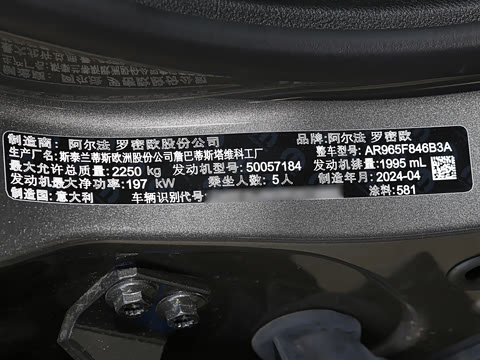 制造商: 阿尔法 罗密欧股份公司 品牌: 阿尔法 罗密欧
生产厂名: 斯泰兰蒂斯欧洲股份公司詹巴蒂斯塔维科工厂 整车型号: AR965F846B3A
最大允许总质量: 2250 kg 发动机型号: 50057184 发动机排量: 1995 mL
发动机最大净功率: 197 kW 乘坐人数: 5人 制造年月: 2024-04
制造国: 意大利 车辆识别代号: 涂料: 581